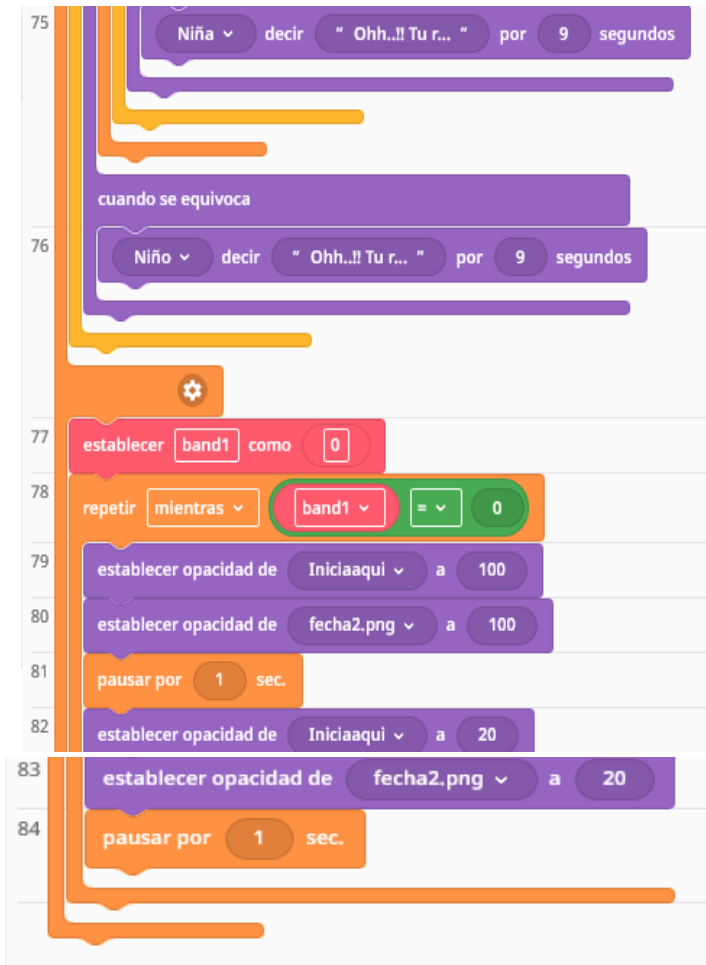 75 Niña decir “ Ohh..!! Tu r... ” por 9 segundos
cuando se equivoca
76 Niño decir “ Ohh..!! Tu r... ” por 9 segundos
77 establecer band1 como 0
78 repetir mientras band1 = 0
79 establecer opacidad de Iniciaaqui a 100
80 establecer opacidad de fecha2.png a 100
81 pausar por 1 sec.
82 establecer opacidad de Iniciaaqui a 20
83 establecer opacidad de fecha2.png a 20
84 pausar por 1 sec.